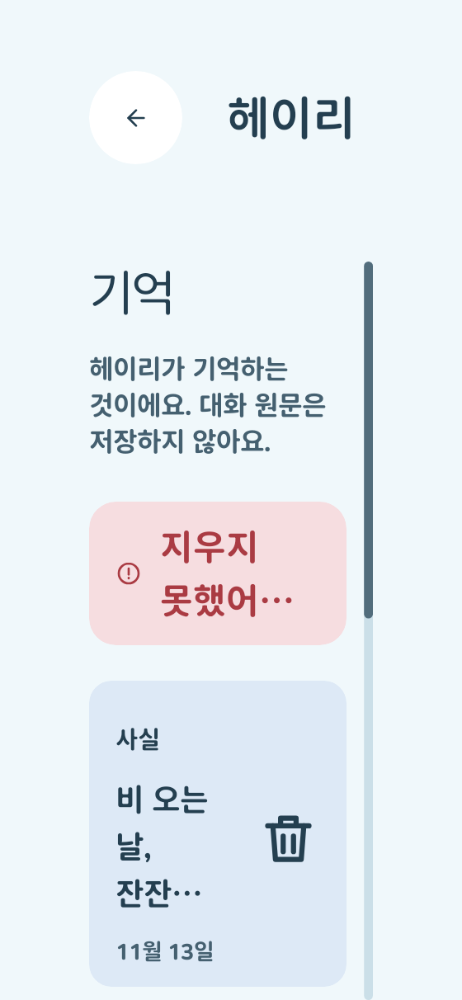 헤이리
기억
헤이리가 기억하는
것이에요. 대화 원문은
저장하지 않아요.
지우지
못했어…
사실
비 오는
날,
잔잔…
11월 13일